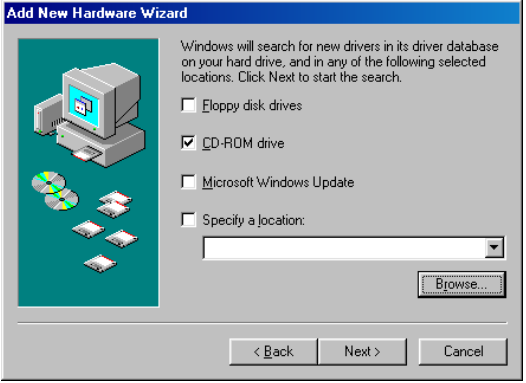 Add New Hardware Wizard
Windows will search for new drivers in its driver database
on your hard drive, and in any of the following selected
locations. Click Next to start the search.
Floppy disk drives
CD-ROM drive
Microsoft Windows Update
Specify a location:
Browse...
< Back
Next >
Cancel